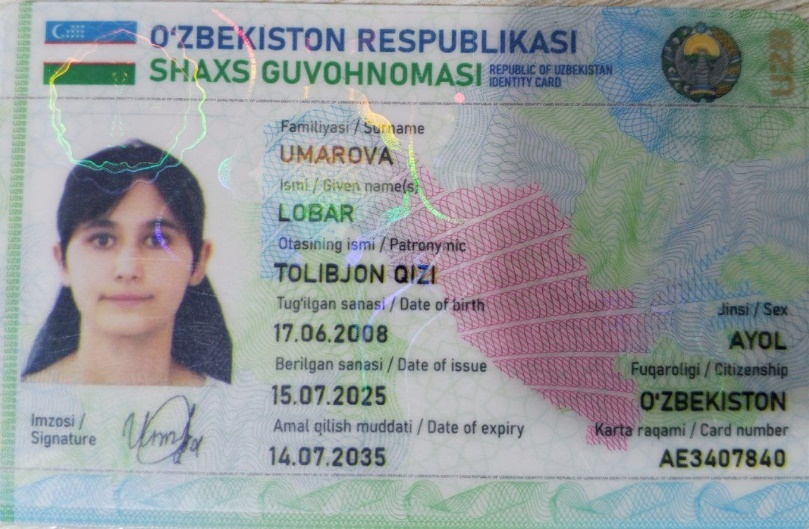 O‘ZBEKISTON RESPUBLIKASI
SHAXS GUVOHNOMASI REPUBLIC OF UZBEKISTAN IDENTITY CARD
UZB
Familiyasi / Surname
UMAROVA
Ismi / Given name(s)
LOBAR
Otasining ismi / Patronymic
TOLIBJON QIZI
Tug‘ilgan sanasi / Date of birth
17.06.2008
Jinsi / Sex
AYOL
Berilgan sanasi / Date of issue
15.07.2025
Fuqaroligi / Citizenship
O‘ZBEKISTON
Imzosi /
Signature
Amal qilish muddati / Date of expiry
14.07.2035
Karta raqami / Card number
AE3407840